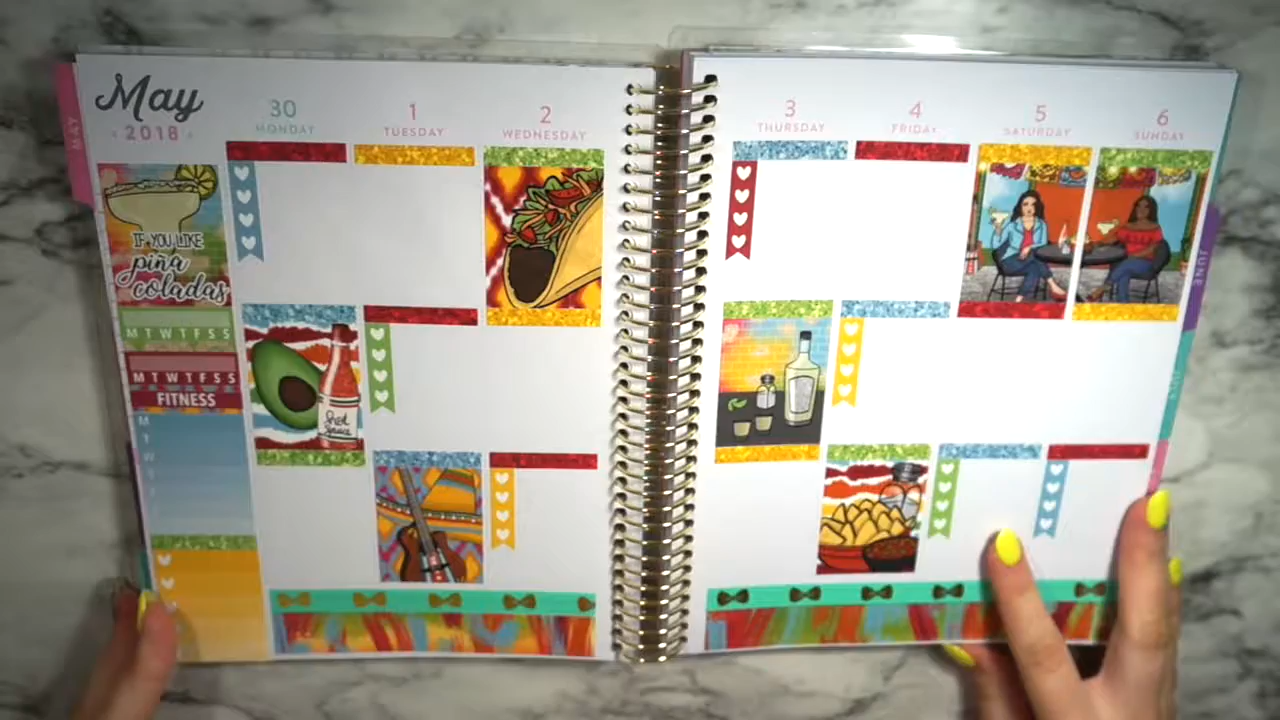 May
2018
MAY
30
MONDAY
1
TUESDAY
2
WEDNESDAY
3
THURSDAY
4
FRIDAY
5
SATURDAY
6
SUNDAY
IF YOU LIKE
piña
coladas
M T W T F S S
M T W T F S S
FITNESS
M
T
W
T
F
Hot
Sauce
JUNE